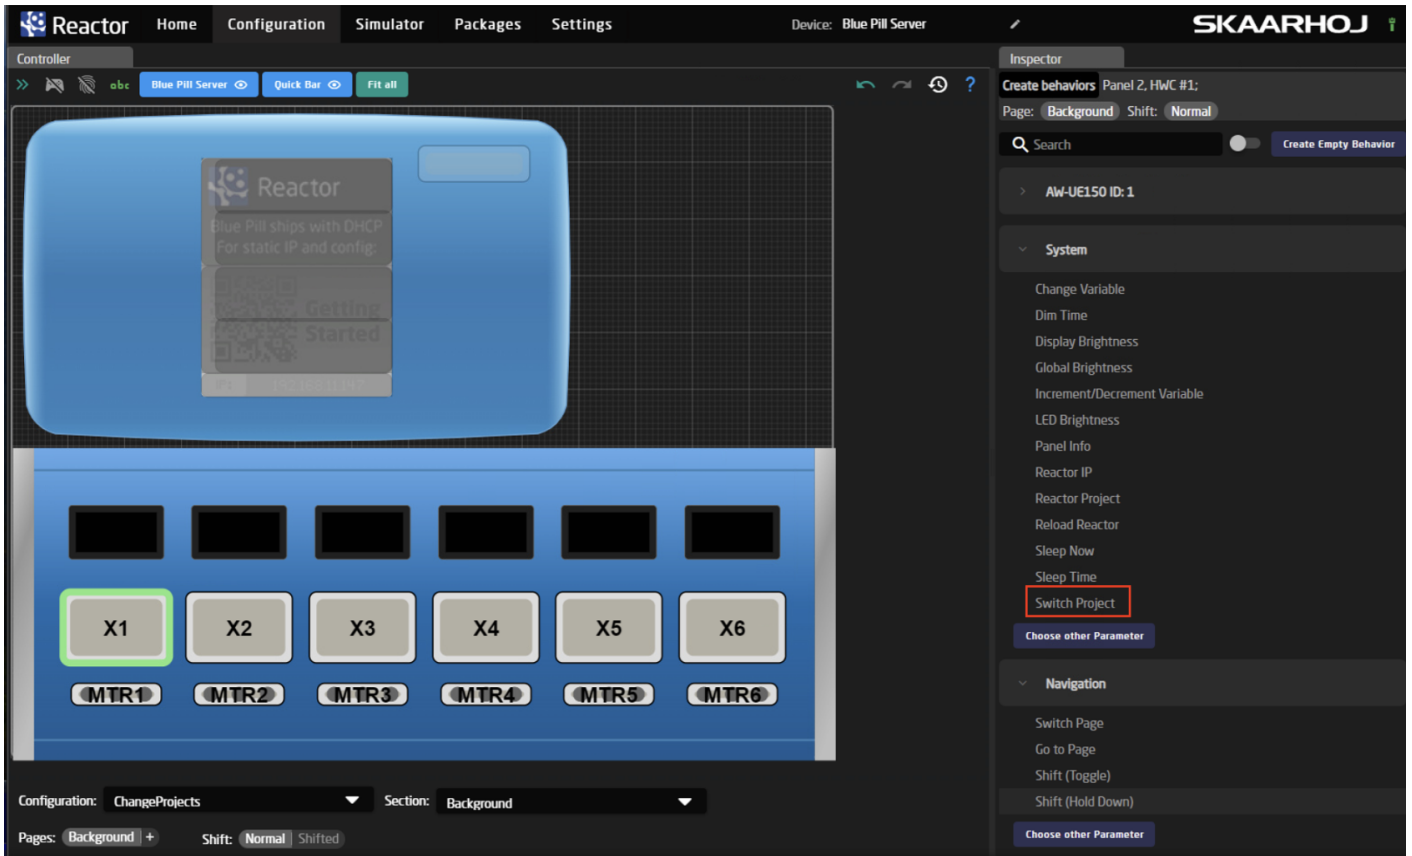 Reactor Home Configuration Simulator Packages Settings Device: Blue Pill Server SKAARHOJ
Controller
abc Blue Pill Server Quick Bar Fit all ?
Reactor
Blue Pill ships with DHCP
For static IP and config:
Getting
Started
X1 X2 X3 X4 X5 X6
MTR1 MTR2 MTR3 MTR4 MTR5 MTR6
Configuration: ChangeProjects Section: Background
Pages: Background + Shift: Normal Shifted
Inspector
Create behaviors Panel 2, HWC #1;
Page: Background Shift: Normal
Search Create Empty Behavior
AW-UE150 ID: 1
System
Change Variable
Dim Time
Display Brightness
Global Brightness
Increment/Decrement Variable
LED Brightness
Panel Info
Reactor IP
Reactor Project
Reload Reactor
Sleep Now
Sleep Time
Switch Project
Choose other Parameter
Navigation
Switch Page
Go to Page
Shift (Toggle)
Shift (Hold Down)
Choose other Parameter